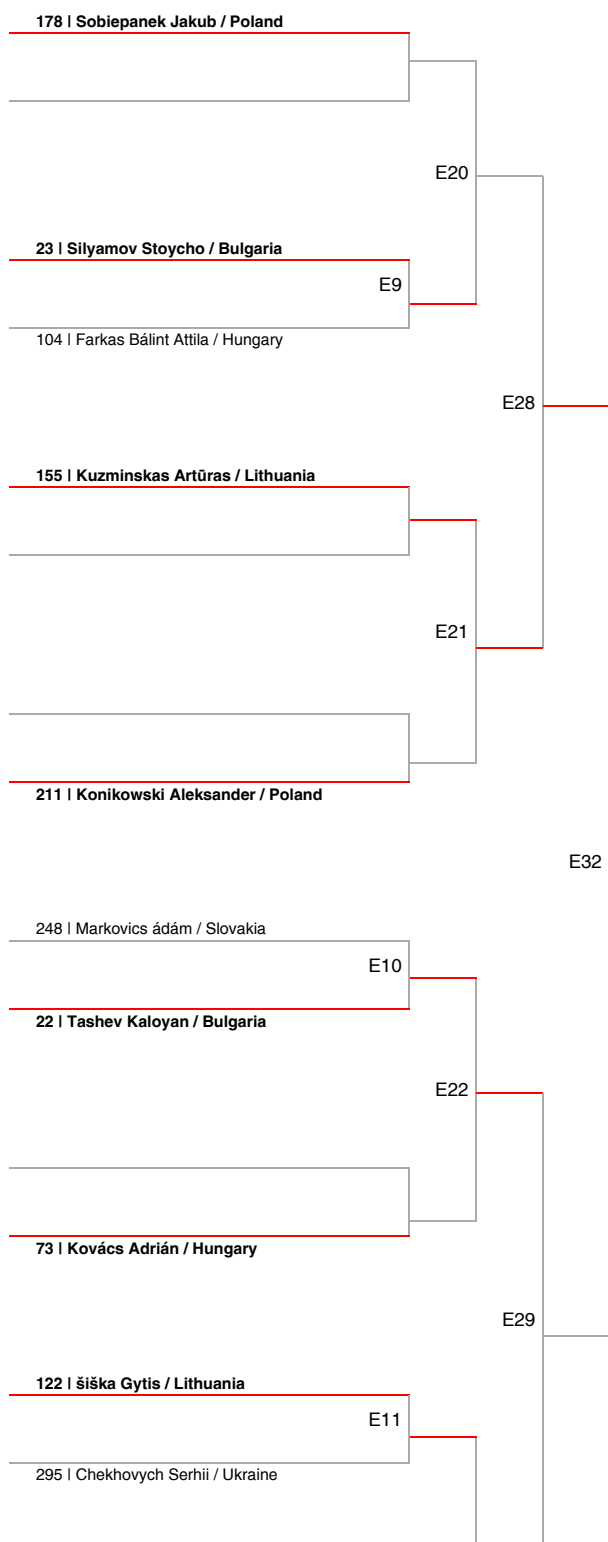 178 | Sobiepanek Jakub / Poland
E20
23 | Silyamov Stoycho / Bulgaria
E9
104 | Farkas Bálint Attila / Hungary
E28
155 | Kuzminskas Artūras / Lithuania
E21
211 | Konikowski Aleksander / Poland
E32
248 | Markovics ádám / Slovakia
E10
22 | Tashev Kaloyan / Bulgaria
E22
73 | Kovács Adrián / Hungary
E29
122 | šiška Gytis / Lithuania
E11
295 | Chekhovych Serhii / Ukraine